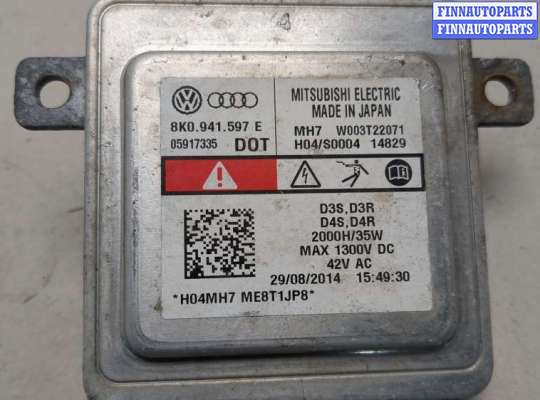 FINNAUTOPARTS
FINNAUTOPARTS
MITSUBISHI ELECTRIC
MADE IN JAPAN
8K0.941.597 E
05917335 DOT
MH7 W003T22071
H04/S0004 14829
D3S,D3R
D4S,D4R
2000H/35W
MAX 1300V DC
42V AC
29/08/2014 15:49:30
*H04MH7 ME8T1JP8*